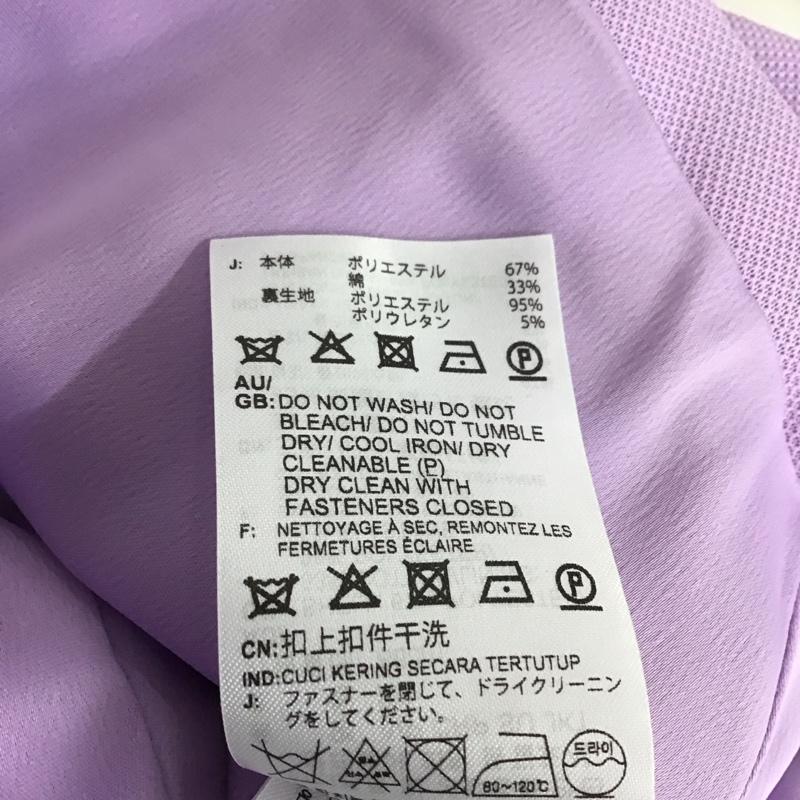 J: 本体 ポリエステル 67%
綿 33%
裏生地 ポリエステル 95%
ポリウレタン 5%
P
AU/
GB: DO NOT WASH/ DO NOT
BLEACH/ DO NOT TUMBLE
DRY/ COOL IRON/ DRY
CLEANABLE (P)
DRY CLEAN WITH
FASTENERS CLOSED
F: NETTOYAGE À SEC, REMONTEZ LES
FERMETURES ÉCLAIRE
P
CN: 扣上扣件干洗
IND: CUCI KERING SECARA TERTUTUP
J: ファスナーを閉じて、ドライクリーニン
グをしてください。
80~120℃ 드라이